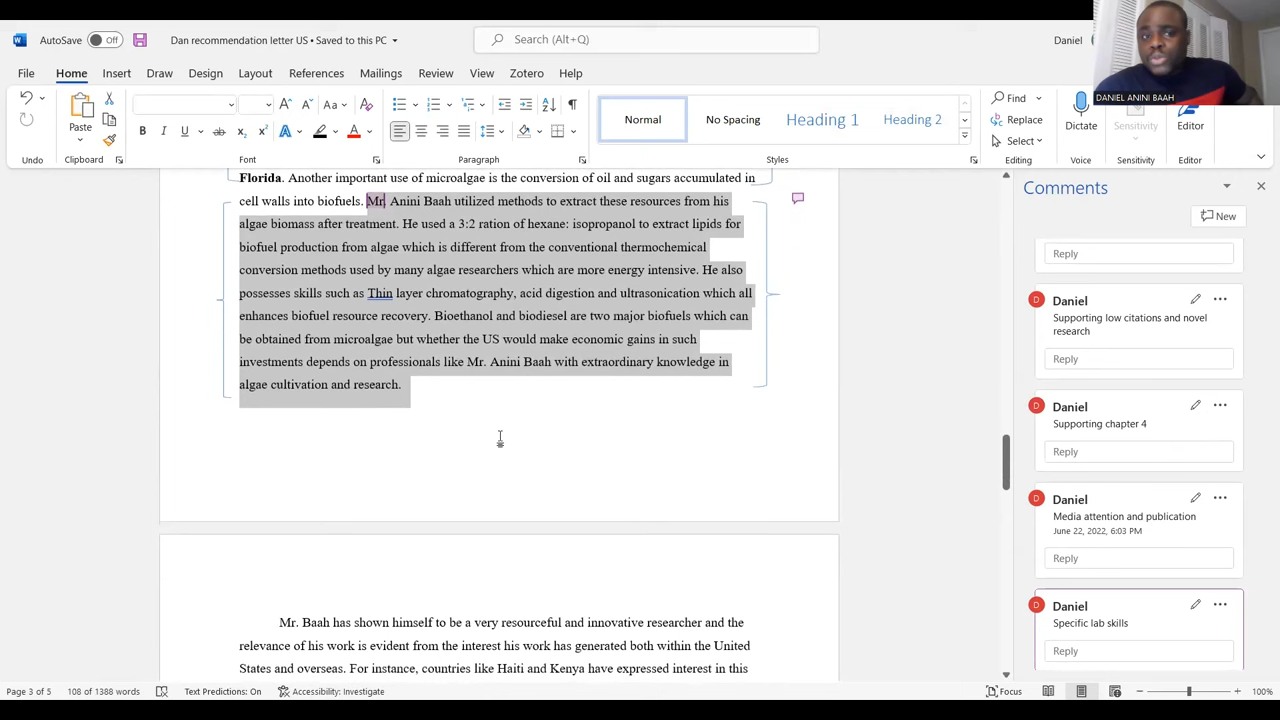 AutoSave Off
Dan recommendation letter US • Saved to this PC
Search (Alt+Q)
Daniel
DANIEL ANINI BAAH
File Home Insert Draw Design Layout References Mailings Review View Zotero Help
Paste
Aa
B I U ab x₂ x² A A
Normal
No Spacing
Heading 1
Heading 2
Find
Replace
Select
Dictate
Sensitivity
Editor
Undo Clipboard Font Paragraph Styles Editing Voice Sensitivity Editor
Florida. Another important use of microalgae is the conversion of oil and sugars accumulated in
cell walls into biofuels. Mr. Anini Baah utilized methods to extract these resources from his
algae biomass after treatment. He used a 3:2 ration of hexane: isopropanol to extract lipids for
biofuel production from algae which is different from the conventional thermochemical
conversion methods used by many algae researchers which are more energy intensive. He also
possesses skills such as Thin layer chromatography, acid digestion and ultrasonication which all
enhances biofuel resource recovery. Bioethanol and biodiesel are two major biofuels which can
be obtained from microalgae but whether the US would make economic gains in such
investments depends on professionals like Mr. Anini Baah with extraordinary knowledge in
algae cultivation and research.
Mr. Baah has shown himself to be a very resourceful and innovative researcher and the
relevance of his work is evident from the interest his work has generated both within the United
States and overseas. For instance, countries like Haiti and Kenya have expressed interest in this
Comments
New
Reply
D Daniel
Supporting low citations and novel
research
Reply
D Daniel
Supporting chapter 4
Reply
D Daniel
Media attention and publication
June 22, 2022, 6:03 PM
Reply
D Daniel
Specific lab skills
Reply
Page 3 of 5 108 of 1388 words Text Predictions: On Accessibility: Investigate Focus 100%